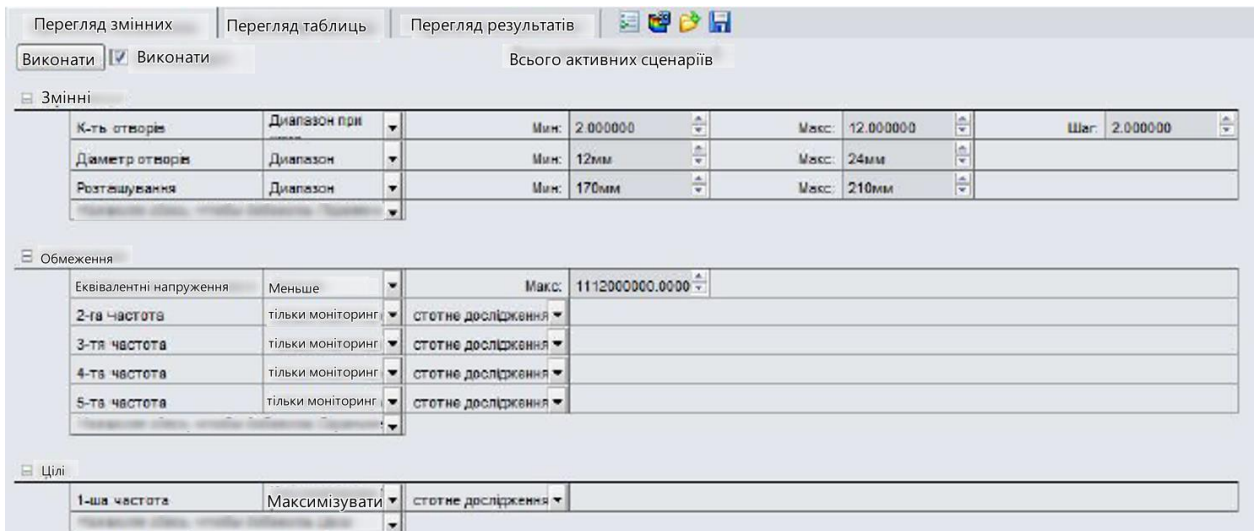 Перегляд змінних Перегляд таблиць Перегляд результатів
Виконати Виконати Всього активних сценаріїв
Змінні
К-ть отворів Диапазон при Мин: 2.000000 Макс: 12.000000 Шаг: 2.000000
Діаметр отворів Диапазон Мин: 12мм Макс: 24мм
Розташування Диапазон Мин: 170мм Макс: 210мм
Обмеження
Еквівалентні напруження Меньше Макс: 1112000000.0000
2-га частота тільки моніторинг стотне дослідження
3-тя частота тільки моніторинг стотне дослідження
4-та частота тільки моніторинг стотне дослідження
5-та частота тільки моніторинг стотне дослідження
Цілі
1-ша частота Максимізувати стотне дослідження